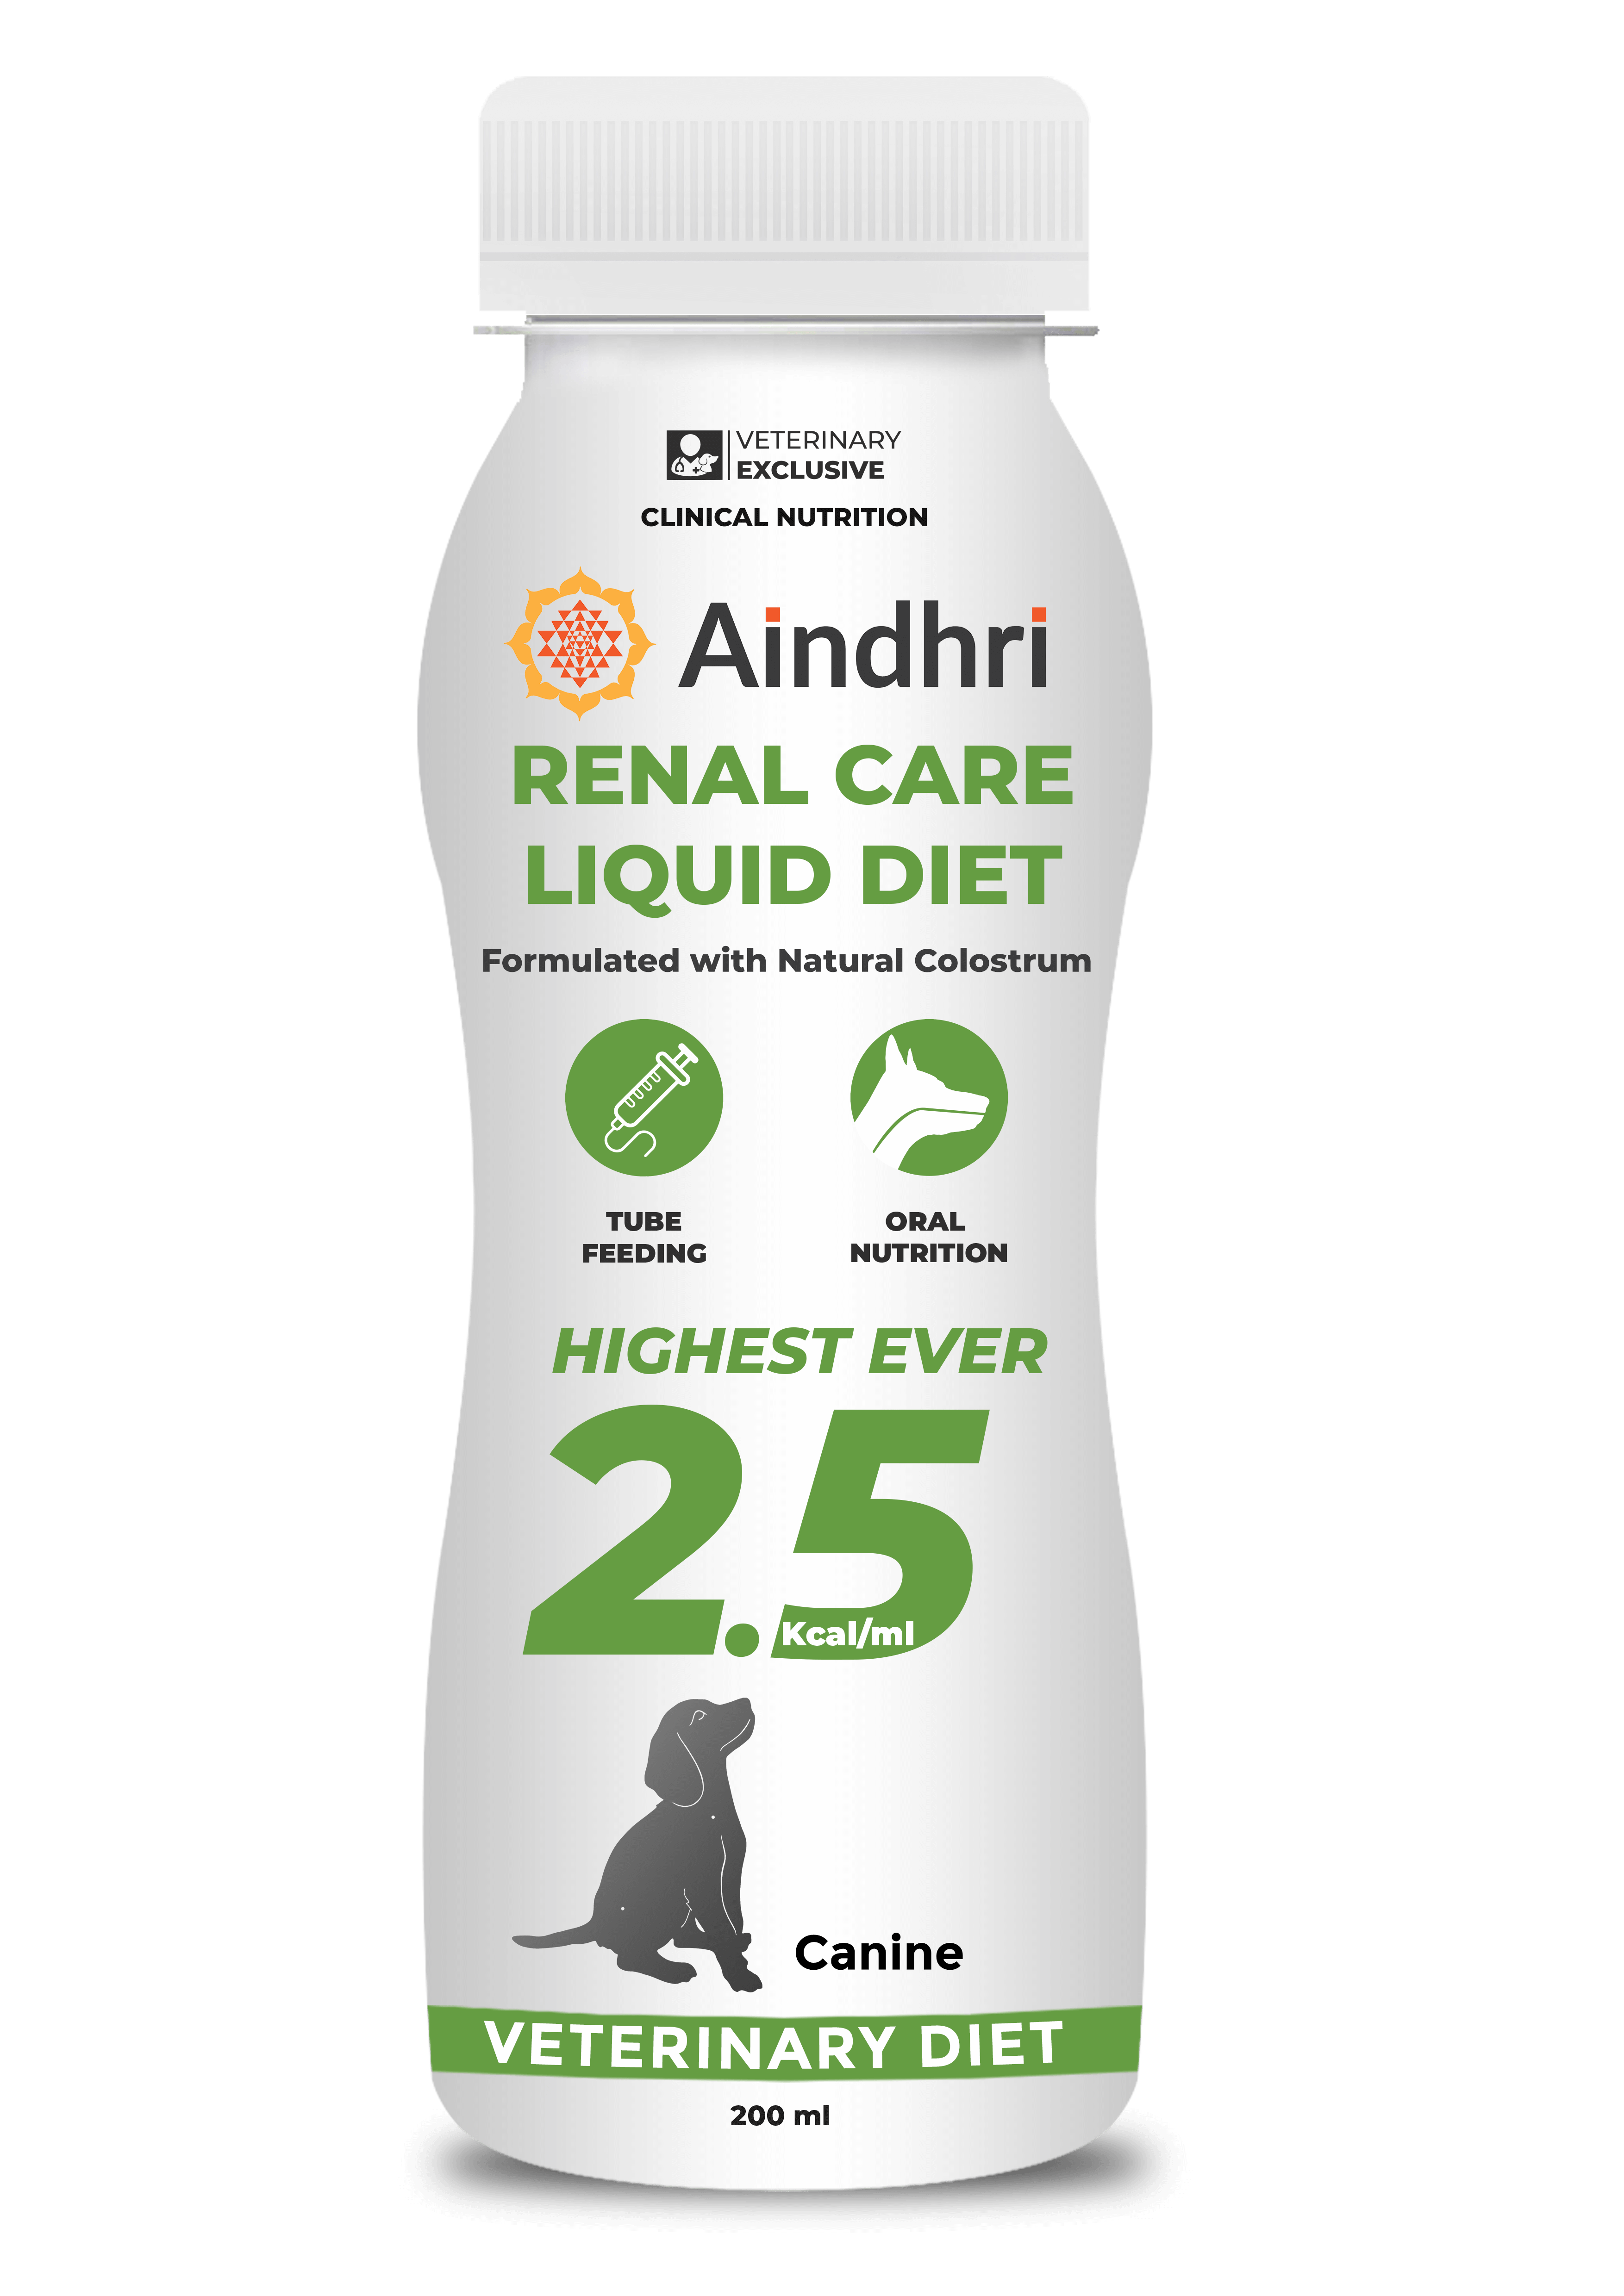 VETERINARY
EXCLUSIVE
CLINICAL NUTRITION
Aindhri
RENAL CARE
LIQUID DIET
Formulated with Natural Colostrum
TUBE
FEEDING
ORAL
NUTRITION
HIGHEST EVER
2.5
Kcal/ml
Canine
VETERINARY DIET
200 ml